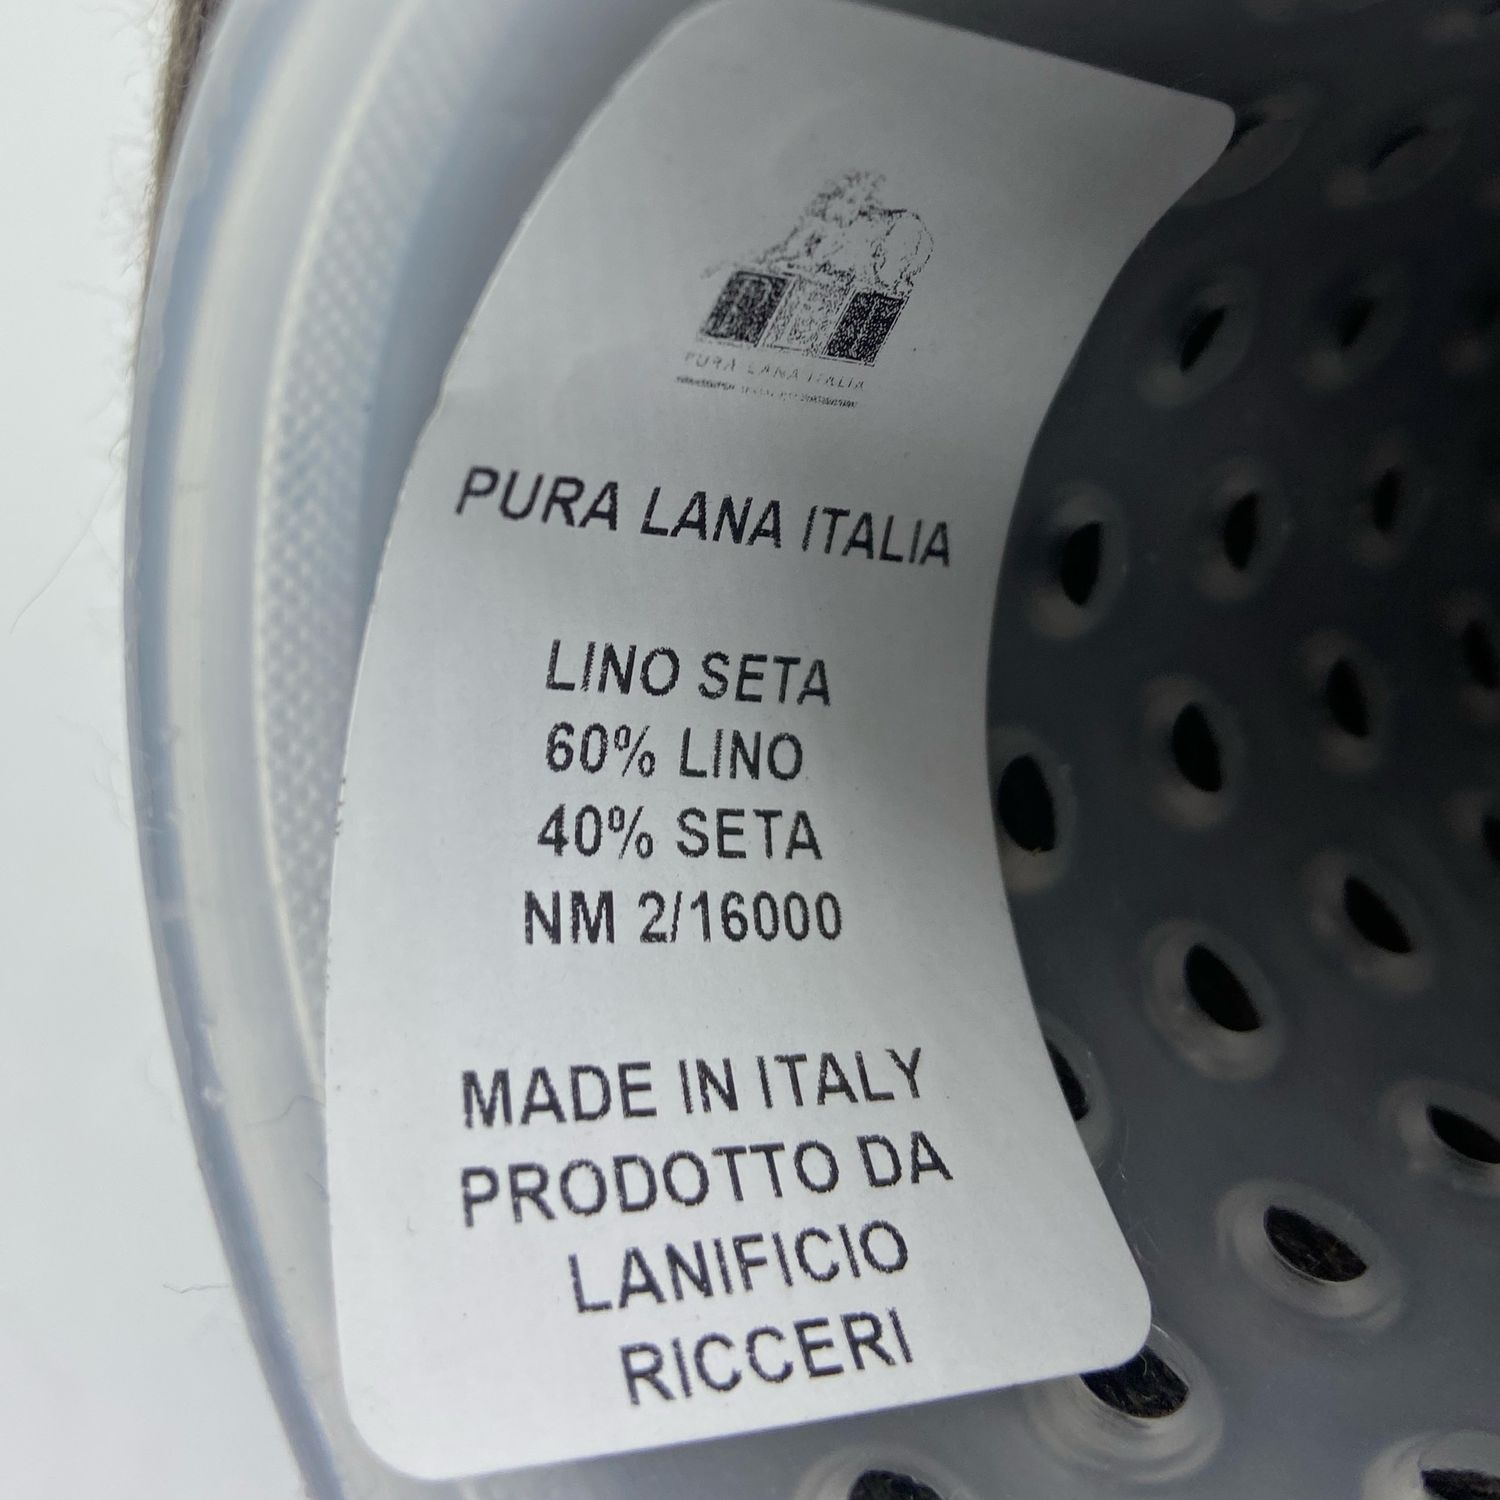 PURA LANA ITALIA
PURA LANA ITALIA
LINO SETA
60% LINO
40% SETA
NM 2/16000
MADE IN ITALY
PRODOTTO DA
LANIFICIO
RICCERI